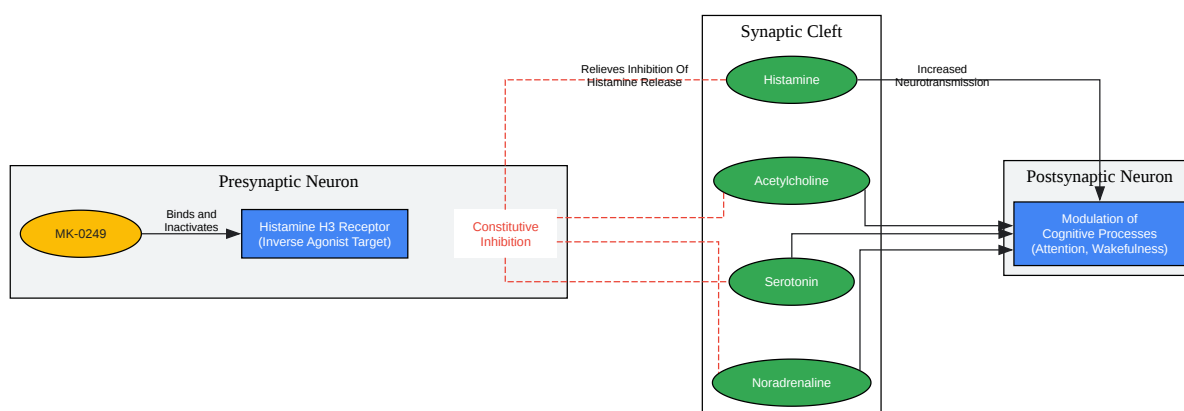 Synaptic Cleft
Relieves Inhibition Of
Histamine Release
Histamine
Increased
Neurotransmission
Presynaptic Neuron
Acetylcholine
Postsynaptic Neuron
MK-0249
Binds and
Inactivates
Histamine H3 Receptor
(Inverse Agonist Target)
Constitutive
Inhibition
Modulation of
Cognitive Processes
(Attention, Wakefulness)
Serotonin
Noradrenaline